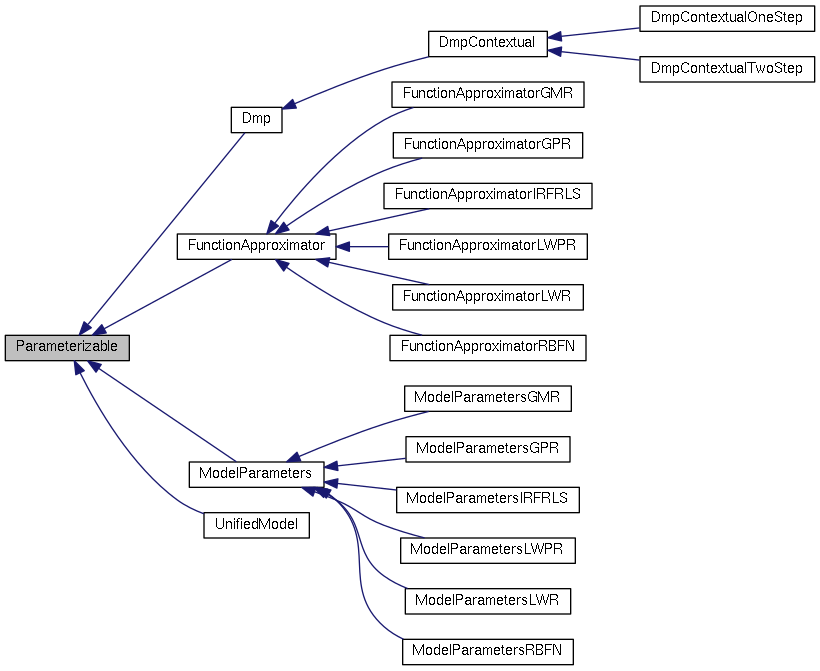 DmpContextualOneStep
DmpContextual
DmpContextualTwoStep
FunctionApproximatorGMR
Dmp
FunctionApproximatorGPR
FunctionApproximatorIRFRLS
FunctionApproximator
FunctionApproximatorLWPR
FunctionApproximatorLWR
Parameterizable
FunctionApproximatorRBFN
ModelParametersGMR
ModelParametersGPR
ModelParameters
ModelParametersIRFRLS
UnifiedModel
ModelParametersLWPR
ModelParametersLWR
ModelParametersRBFN